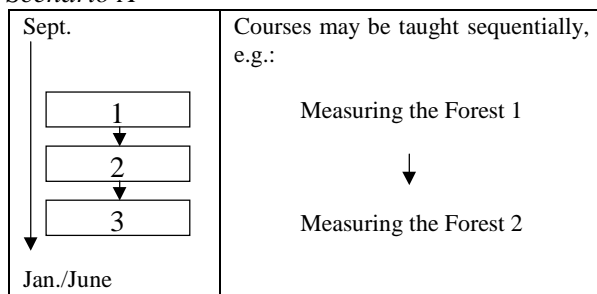 Scenario A
Sept.
1
2
3
Jan./June
Courses may be taught sequentially,
e.g.:
Measuring the Forest 1
Measuring the Forest 2